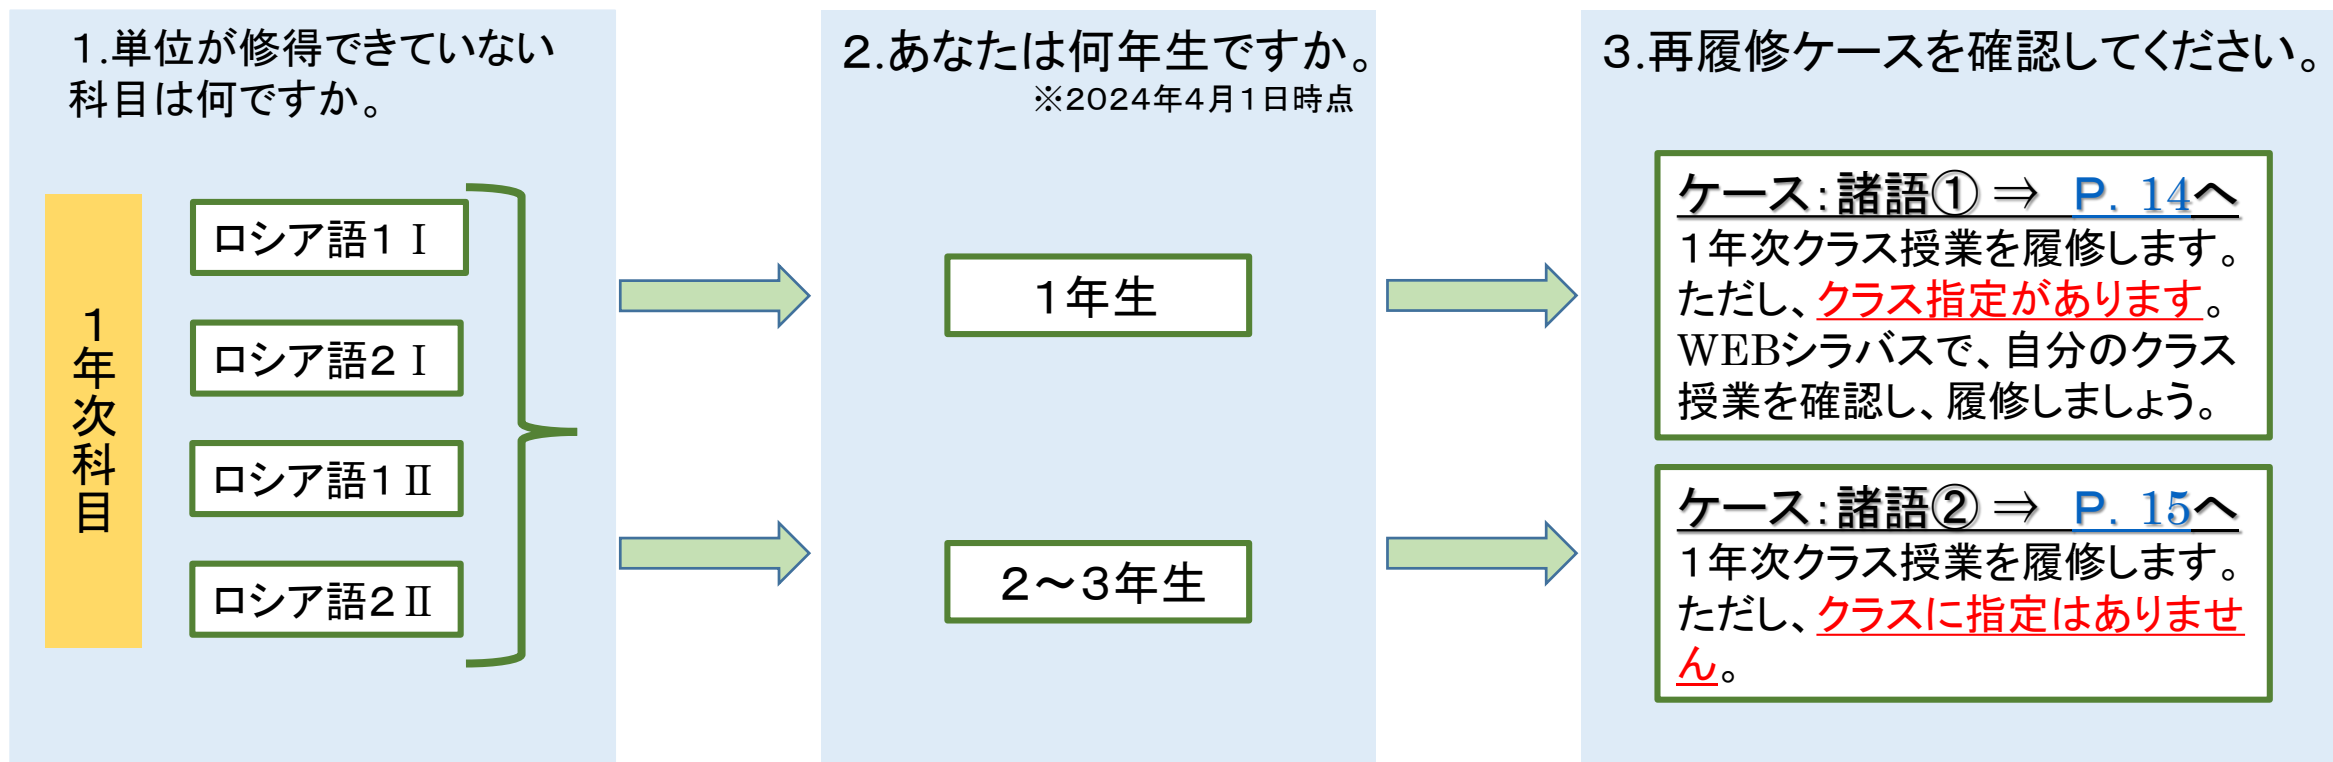 １.単位が修得できていない
科目は何ですか。
１年次科目
ロシア語１Ⅰ
ロシア語２Ⅰ
ロシア語１Ⅱ
ロシア語２Ⅱ
２.あなたは何年生ですか。
※２０２４年４月１日時点
１年生
２～３年生
３.再履修ケースを確認してください。
ケース：諸語①⇒ Ｐ．14へ
１年次クラス授業を履修します。
ただし、クラス指定があります。
WEBシラバスで、自分のクラス
授業を確認し、履修しましょう。
ケース：諸語②⇒ Ｐ．15へ
１年次クラス授業を履修します。
ただし、クラスに指定はありませ
ん。